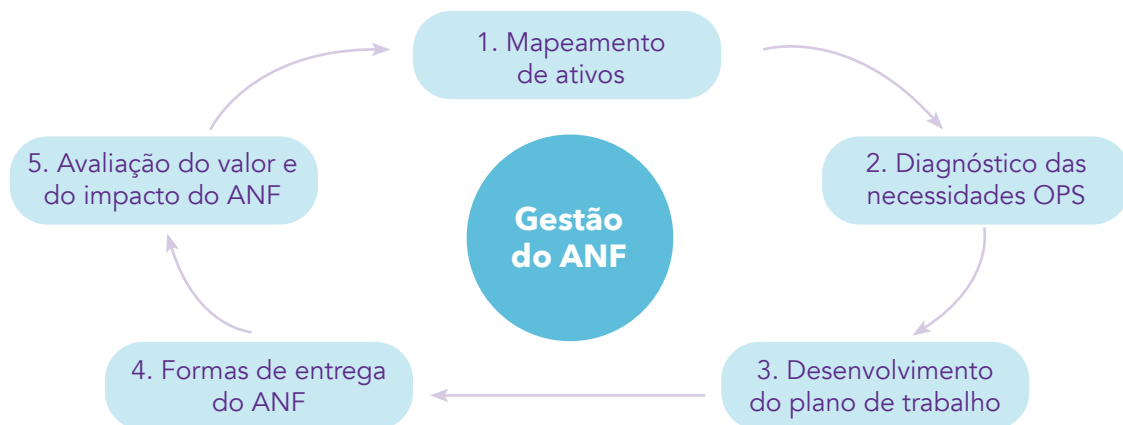 1. Mapeamento
de ativos
2. Diagnóstico das
necessidades OPS
3. Desenvolvimento
do plano de trabalho
4. Formas de entrega
do ANF
5. Avaliação do valor e
do impacto do ANF
Gestão
do ANF